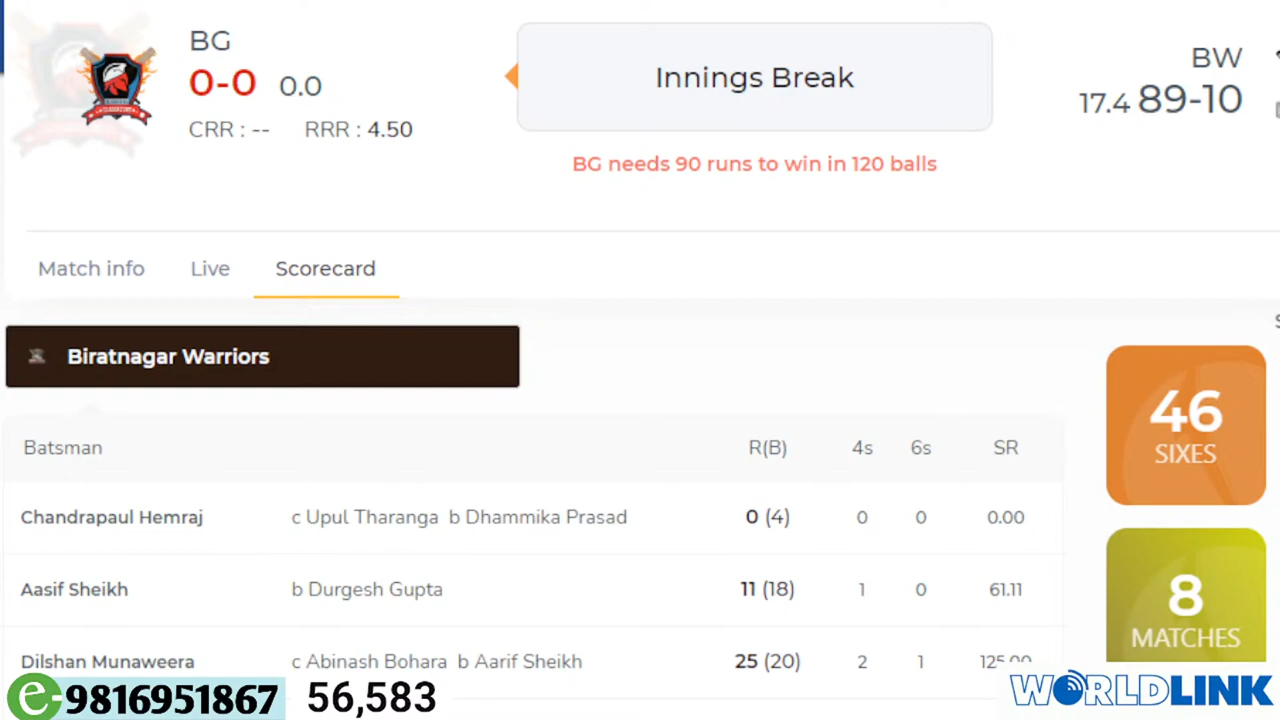 BG
0-0 0.0
CRR : -- RRR : 4.50
Innings Break
BG needs 90 runs to win in 120 balls
BW
17.4 89-10
Match info Live Scorecard
Biratnagar Warriors
Batsman R(B) 4s 6s SR
Chandrapaul Hemraj c Upul Tharanga b Dhammika Prasad 0 (4) 0 0 0.00
Aasif Sheikh b Durgesh Gupta 11 (18) 1 0 61.11
Dilshan Munaweera c Abinash Bohara b Aarif Sheikh 25 (20) 2 1 125.00
46
SIXES
8
MATCHES
e-9816951867 56,583
WORLDLINK